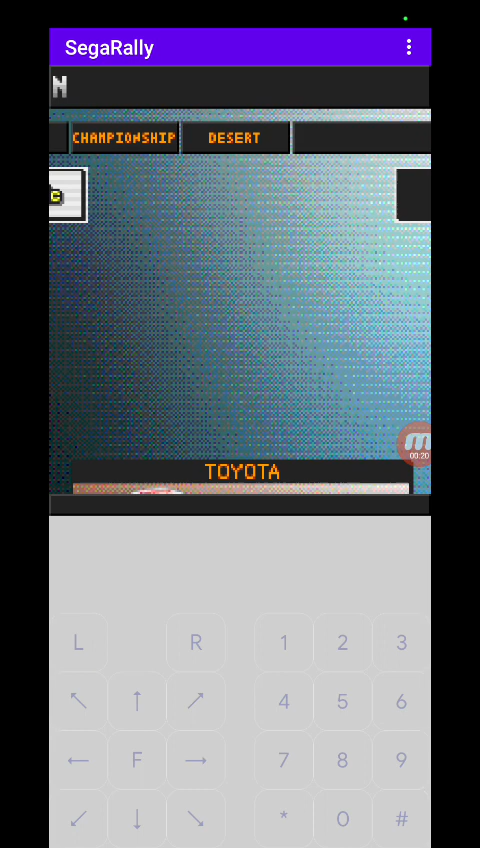 SegaRally
N
CHAMPIONSHIP DESERT
C
00:20
TOYOTA
L R 1 2 3
↖ ↑ ↗ 4 5 6
← F → 7 8 9
↙ ↓ ↘ * 0 #